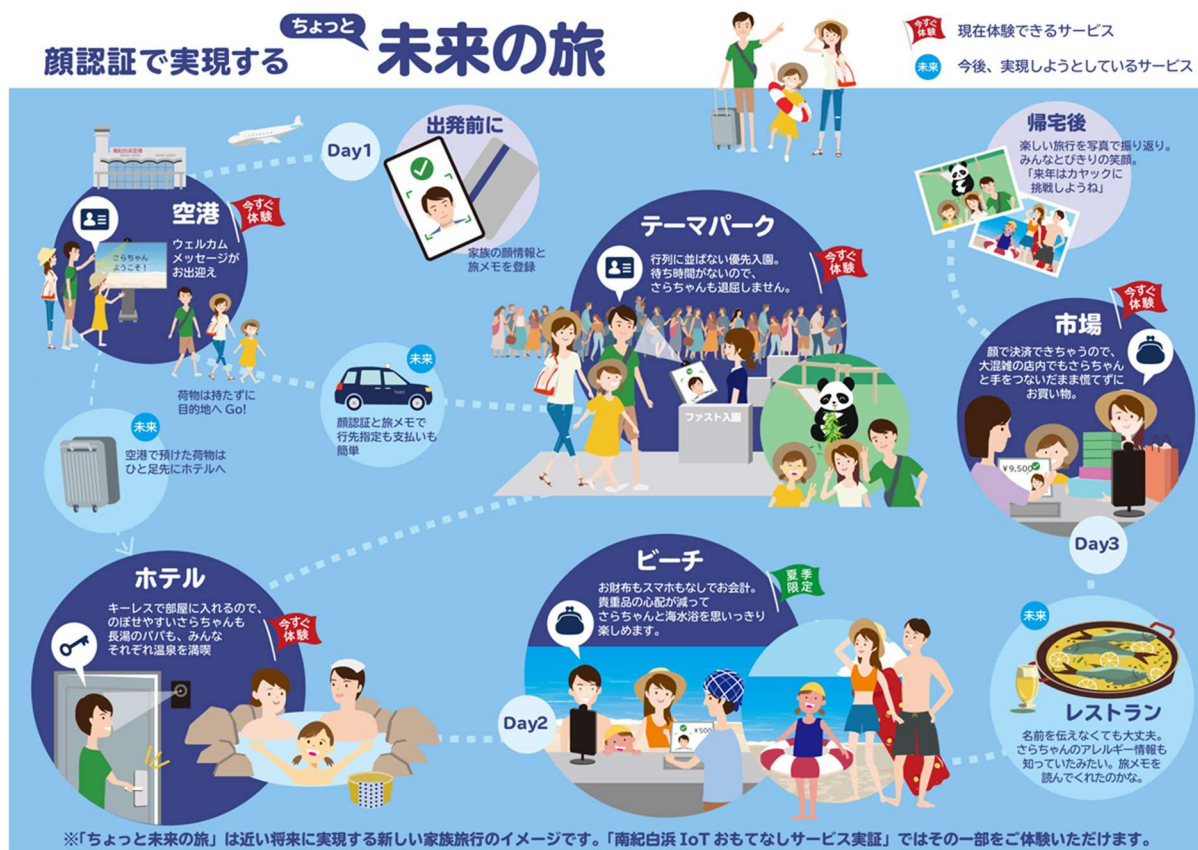 顔認証で実現する
ちょっと
未来の旅
今すぐ
体験
現在体験できるサービス
未来
今後、実現しようとしているサービス
南紀白浜空港
Day1
出発前に
家族の顔情報と
旅メモを登録
空港
今すぐ
体験
ウェルカム
メッセージが
お出迎え
さらちゃん
ようこそ!
荷物は持たずに
目的地へ Go!
未来
TAXI
顔認証と旅メモで
行先指定も支払いも
簡単
未来
空港で預けた荷物は
ひと足先にホテルへ
テーマパーク
行列に並ばない優先入園。
待ち時間がないので、
さらちゃんも退屈しません。
今すぐ
体験
ファスト入園
ホテル
キーレスで部屋に入れるので、
のぼせやすいさらちゃんも
長湯のパパも、みんな
それぞれ温泉を満喫
今すぐ
体験
Day2
ビーチ
お財布もスマホもなしでお会計。
貴重品の心配が減って
さらちゃんと海水浴を思いっきり
楽しめます。
夏季
限定
¥500
未来
レストラン
名前を伝えなくても大丈夫。
さらちゃんのアレルギー情報も
知っていたみたい。旅メモを
読んでくれたのかな。
Day3
市場
今すぐ
体験
顔で決済できちゃうので、
大混雑の店内でもさらちゃん
と手をつないだまま慌てずに
お買い物。
¥9,500
帰宅後
楽しい旅行を写真で振り返り。
みんなとびきりの笑顔。
「来年はカヤックに
挑戦しようね」
※「ちょっと未来の旅」は近い将来に実現する新しい家族旅行のイメージです。「南紀白浜 IoT おもてなしサービス実証」ではその一部をご体験いただけます。